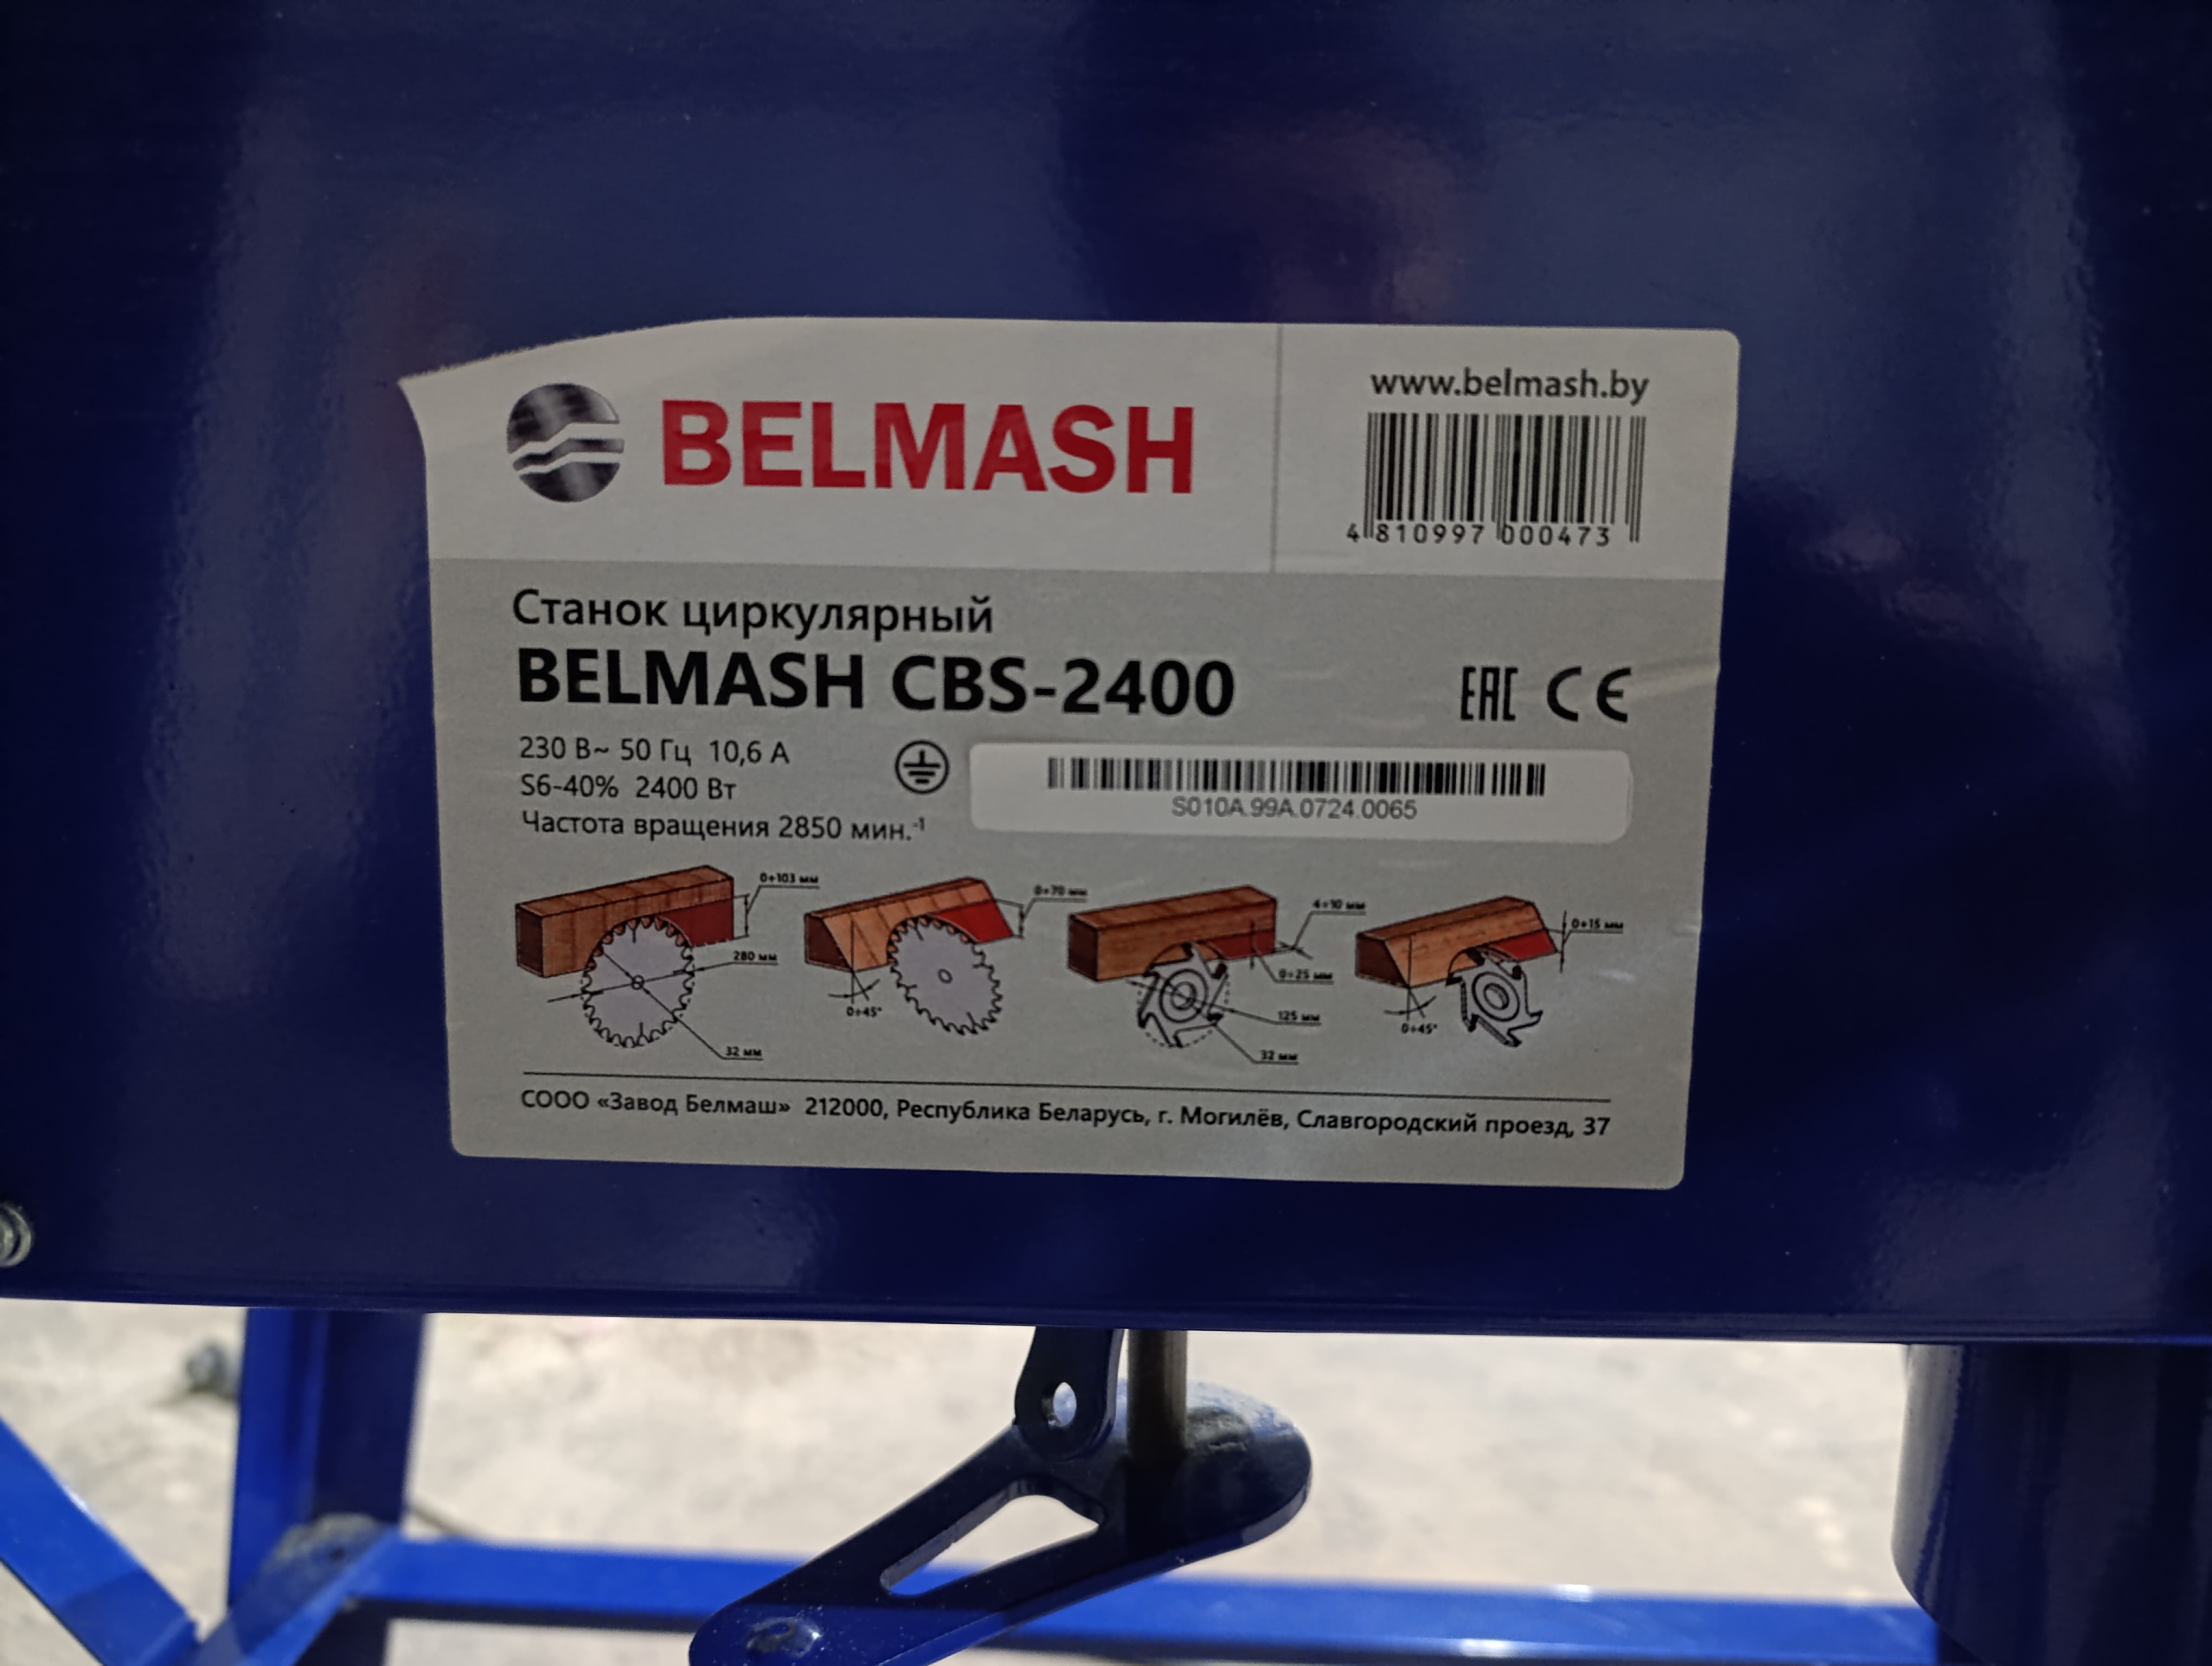 BELMASH
www.belmash.by
4 810997 000473
Станок циркулярный
BELMASH CBS-2400
EAC CE
230 В~ 50 Гц 10,6 А
S6-40% 2400 Вт
Частота вращения 2850 мин.⁻¹
S010A.99A.0724.0065
0÷103 мм
280 мм
32 мм
0÷70 мм
0÷45°
4÷10 мм
0÷25 мм
125 мм
32 мм
0÷15 мм
0÷45°
СООО «Завод Белмаш» 212000, Республика Беларусь, г. Могилёв, Славгородский проезд, 37